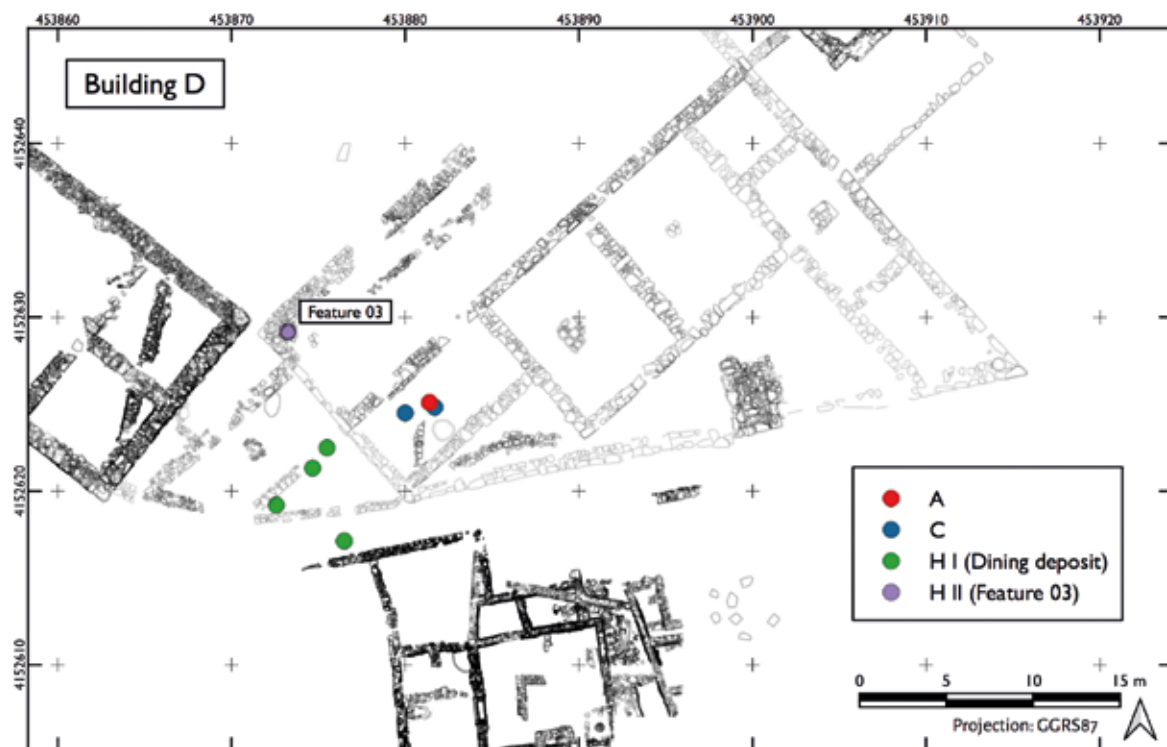 453860 453870 453880 453890 453900 453910 453920
Building D
4152640
4152630
4152620
4152610
Feature 03
A
C
H I (Dining deposit)
H II (Feature 03)
0 5 10 15 m
Projection: GGRS87